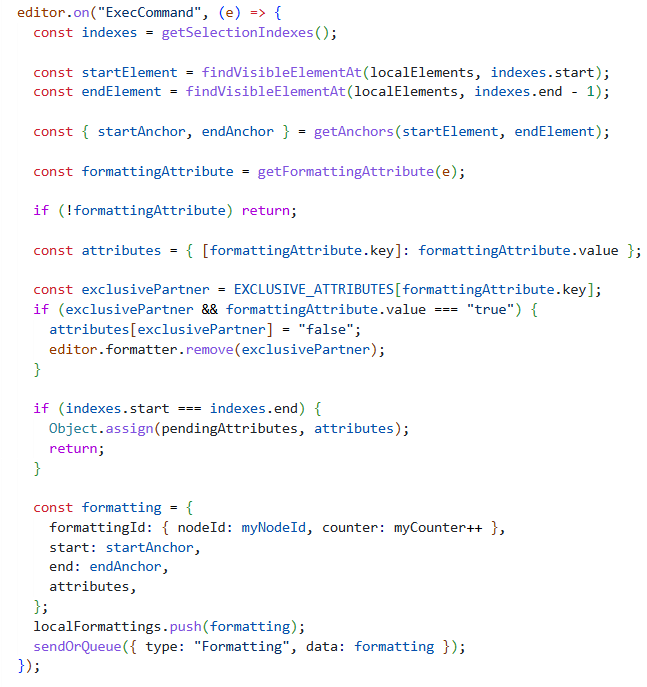 editor.on("ExecCommand", (e) => {
  const indexes = getSelectionIndexes();

  const startElement = findVisibleElementAt(localElements, indexes.start);
  const endElement = findVisibleElementAt(localElements, indexes.end - 1);

  const { startAnchor, endAnchor } = getAnchors(startElement, endElement);

  const formattingAttribute = getFormattingAttribute(e);

  if (!formattingAttribute) return;

  const attributes = { [formattingAttribute.key]: formattingAttribute.value };

  const exclusivePartner = EXCLUSIVE_ATTRIBUTES[formattingAttribute.key];
  if (exclusivePartner && formattingAttribute.value === "true") {
    attributes[exclusivePartner] = "false";
    editor.formatter.remove(exclusivePartner);
  }

  if (indexes.start === indexes.end) {
    Object.assign(pendingAttributes, attributes);
    return;
  }

  const formatting = {
    formattingId: { nodeId: myNodeId, counter: myCounter++ },
    start: startAnchor,
    end: endAnchor,
    attributes,
  };
  localFormattings.push(formatting);
  sendOrQueue({ type: "Formatting", data: formatting });
});